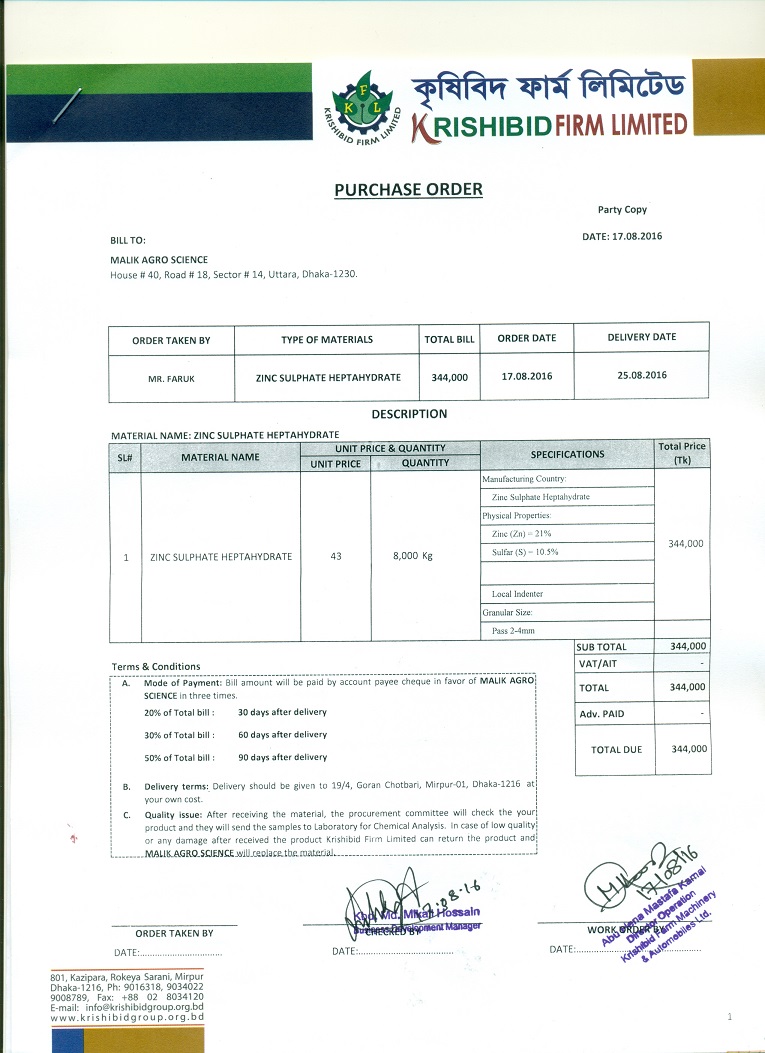 KFL
KRISHIBID FIRM LIMITED
কৃষিবিদ ফার্ম লিমিটেড
KRISHIBID FIRM LIMITED
PURCHASE ORDER
Party Copy
DATE: 17.08.2016
BILL TO:
MALIK AGRO SCIENCE
House # 40, Road # 18, Sector # 14, Uttara, Dhaka-1230.
ORDER TAKEN BY TYPE OF MATERIALS TOTAL BILL ORDER DATE DELIVERY DATE
MR. FARUK ZINC SULPHATE HEPTAHYDRATE 344,000 17.08.2016 25.08.2016
DESCRIPTION
MATERIAL NAME: ZINC SULPHATE HEPTAHYDRATE
SL# MATERIAL NAME UNIT PRICE & QUANTITY SPECIFICATIONS Total Price (Tk)
UNIT PRICE QUANTITY
Manufacturing Country:
Zinc Sulphate Heptahydrate
Physical Properties:
Zinc (Zn) = 21%
Sulfar (S) = 10.5%
1 ZINC SULPHATE HEPTAHYDRATE 43 8,000 Kg 344,000
Local Indenter
Granular Size:
Pass 2-4mm
SUB TOTAL 344,000
VAT/AIT -
TOTAL 344,000
Adv. PAID -
TOTAL DUE 344,000
Terms & Conditions
A. Mode of Payment: Bill amount will be paid by account payee cheque in favor of MALIK AGRO
SCIENCE in three times.
20% of Total bill : 30 days after delivery
30% of Total bill : 60 days after delivery
50% of Total bill : 90 days after delivery
B. Delivery terms: Delivery should be given to 19/4, Goran Chotbari, Mirpur-01, Dhaka-1216 at
your own cost.
C. Quality issue: After receiving the material, the procurement committee will check the your
product and they will send the samples to Laboratory for Chemical Analysis. In case of low quality
or any damage after received the product Krishibid Firm Limited can return the product and
MALIK AGRO SCIENCE will replace the material.
ORDER TAKEN BY
DATE:
Md. Mikail Hossain
Business Development Manager
CHECKED BY
DATE:
17/08/16
Abu Jena Mastafa Kamal
Director Operation
Krishibid Farm Machinery
& Automobiles Ltd.
WORK ORDER BY
DATE:
801, Kazipara, Rokeya Sarani, Mirpur
Dhaka-1216, Ph: 9016318, 9034022
9008789, Fax: +88 02 8034120
E-mail: info@krishibidgroup.org.bd
www.krishibidgroup.org.bd
1